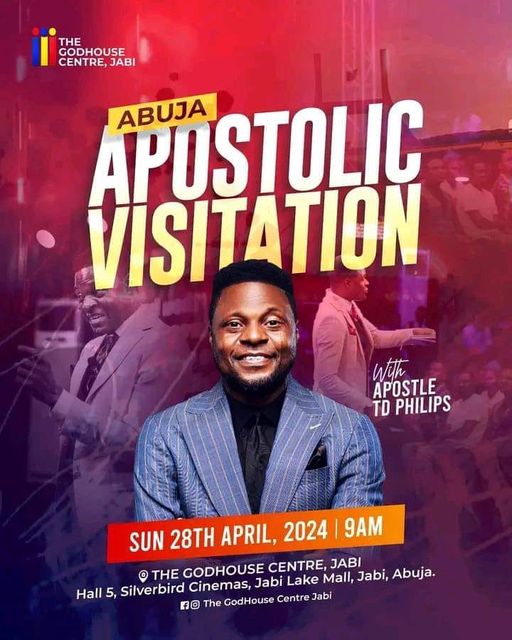 THE
GODHOUSE
CENTRE, JABI
ABUJA
APOSTOLIC
VISITATION
With
APOSTLE
TD PHILIPS
SUN 28TH APRIL, 2024 | 9AM
THE GODHOUSE CENTRE, JABI
Hall 5, Silverbird Cinemas, Jabi Lake Mall, Jabi, Abuja.
The GodHouse Centre Jabi